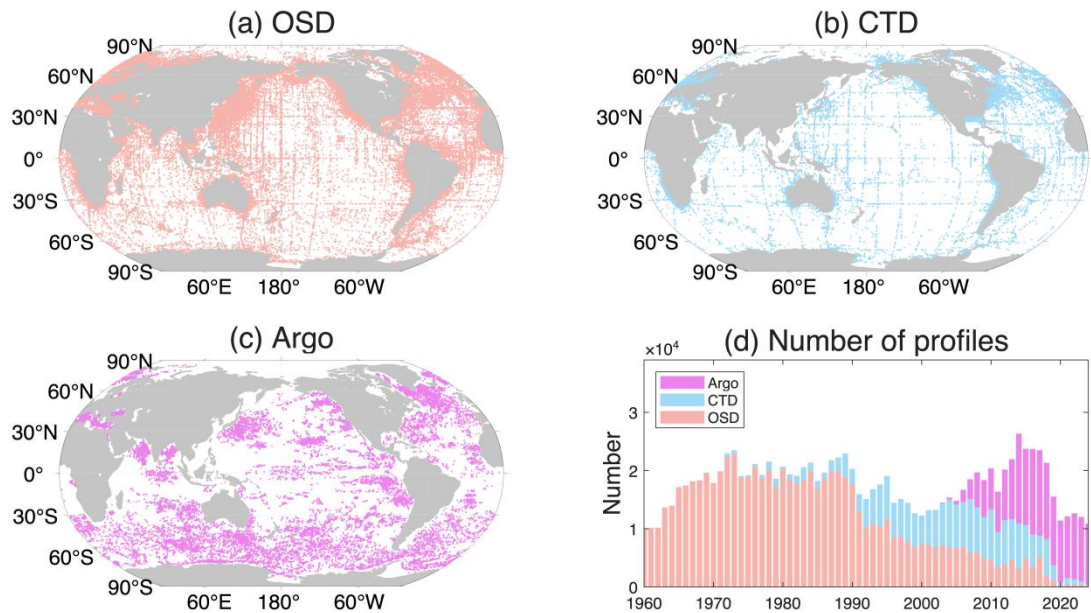 (a) OSD
90°N
60°N
30°N
0°
30°S
60°S
90°S
60°E 180° 60°W
(b) CTD
90°N
60°N
30°N
0°
30°S
60°S
90°S
60°E 180° 60°W
(c) Argo
90°N
60°N
30°N
0°
30°S
60°S
90°S
60°E 180° 60°W
(d) Number of profiles
×10⁴
Number
3
2
1
0
Argo
CTD
OSD
1960 1970 1980 1990 2000 2010 2020